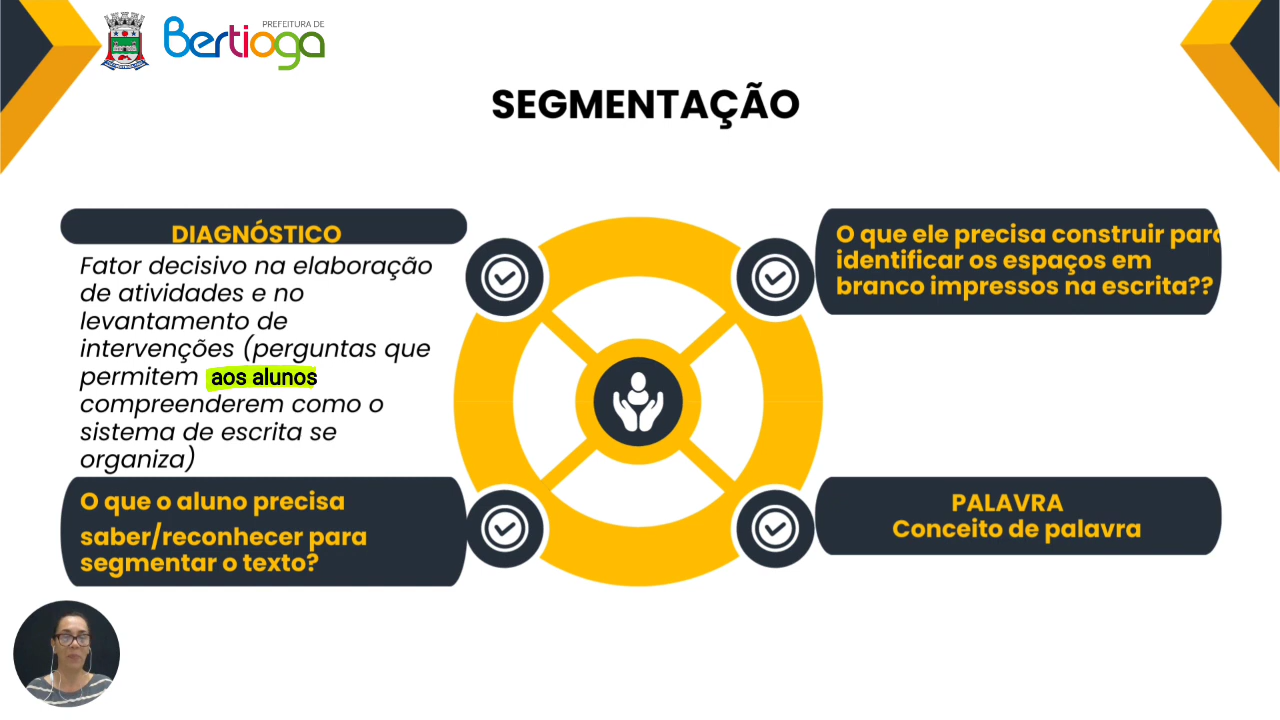 PREFEITURA DE
Bertioga
SEGMENTAÇÃO
DIAGNÓSTICO
Fator decisivo na elaboração
de atividades e no
levantamento de
intervenções (perguntas que
permitem aos alunos
compreenderem como o
sistema de escrita se
organiza)
O que o aluno precisa
saber/reconhecer para
segmentar o texto?
O que ele precisa construir para
identificar os espaços em
branco impressos na escrita??
PALAVRA
Conceito de palavra